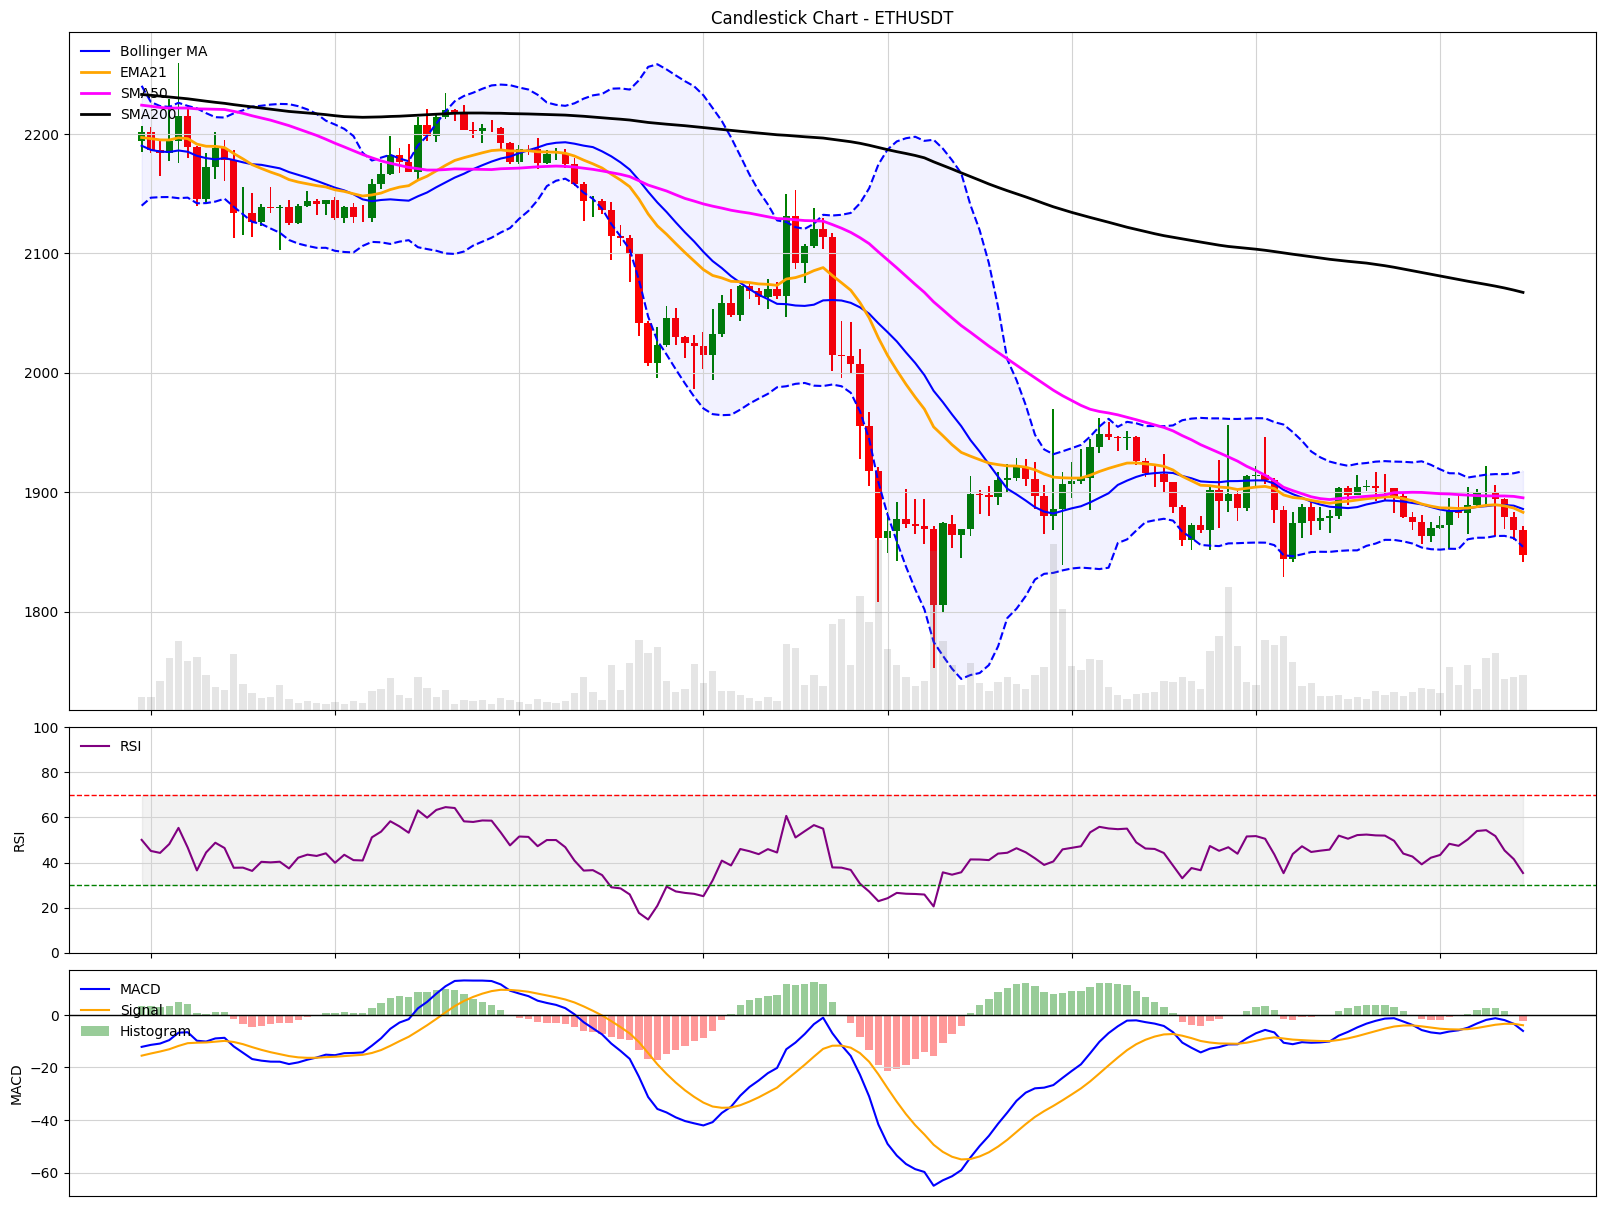 Candlestick Chart - ETHUSDT
Bollinger MA
EMA21
SMA50
SMA200
2200
2100
2000
1900
1800
RSI
100
80
60
40
20
0
RSI
MACD
Signal
Histogram
0
−20
−40
−60
MACD